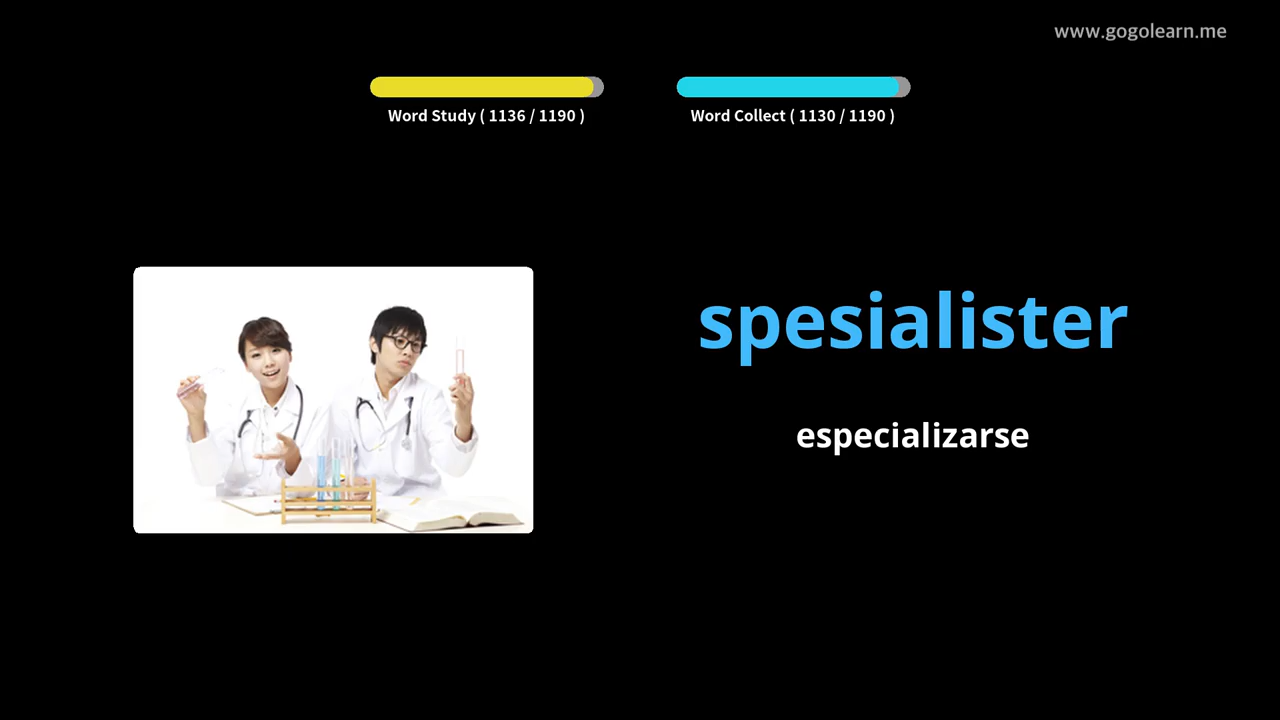 www.gogolearn.me
Word Study ( 1136 / 1190 )
Word Collect ( 1130 / 1190 )
spesialister
especializarse